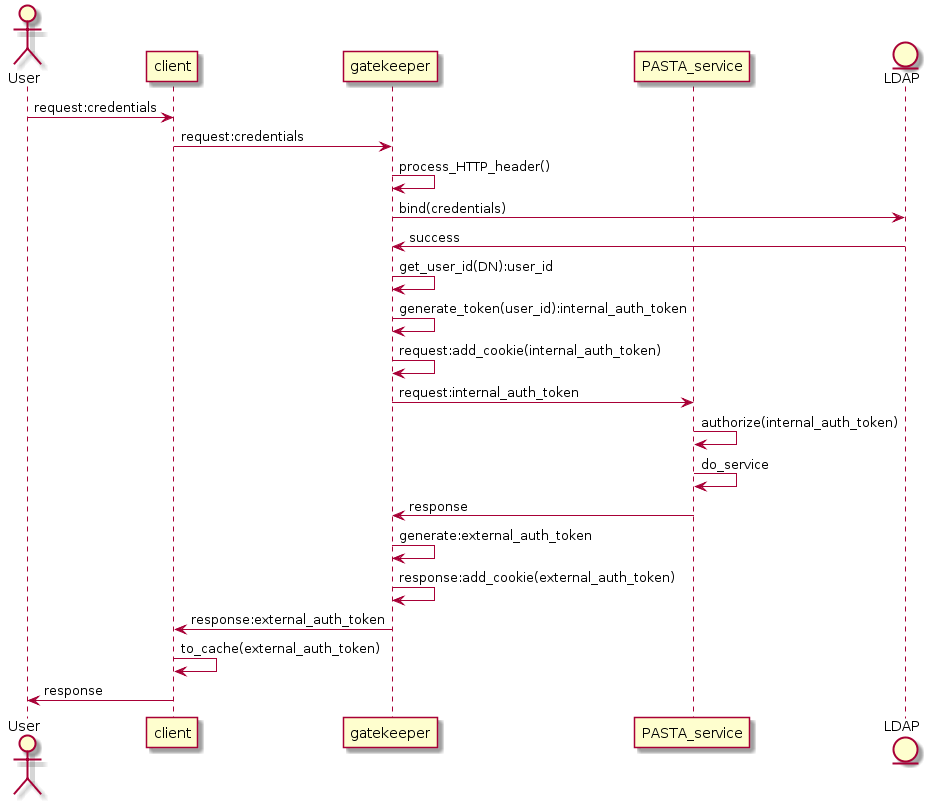 User
client
gatekeeper
PASTA_service
LDAP
request:credentials
request:credentials
process_HTTP_header()
bind(credentials)
success
get_user_id(DN):user_id
generate_token(user_id):internal_auth_token
request:add_cookie(internal_auth_token)
request:internal_auth_token
authorize(internal_auth_token)
do_service
response
generate:external_auth_token
response:add_cookie(external_auth_token)
response:external_auth_token
to_cache(external_auth_token)
response
User
client
gatekeeper
PASTA_service
LDAP